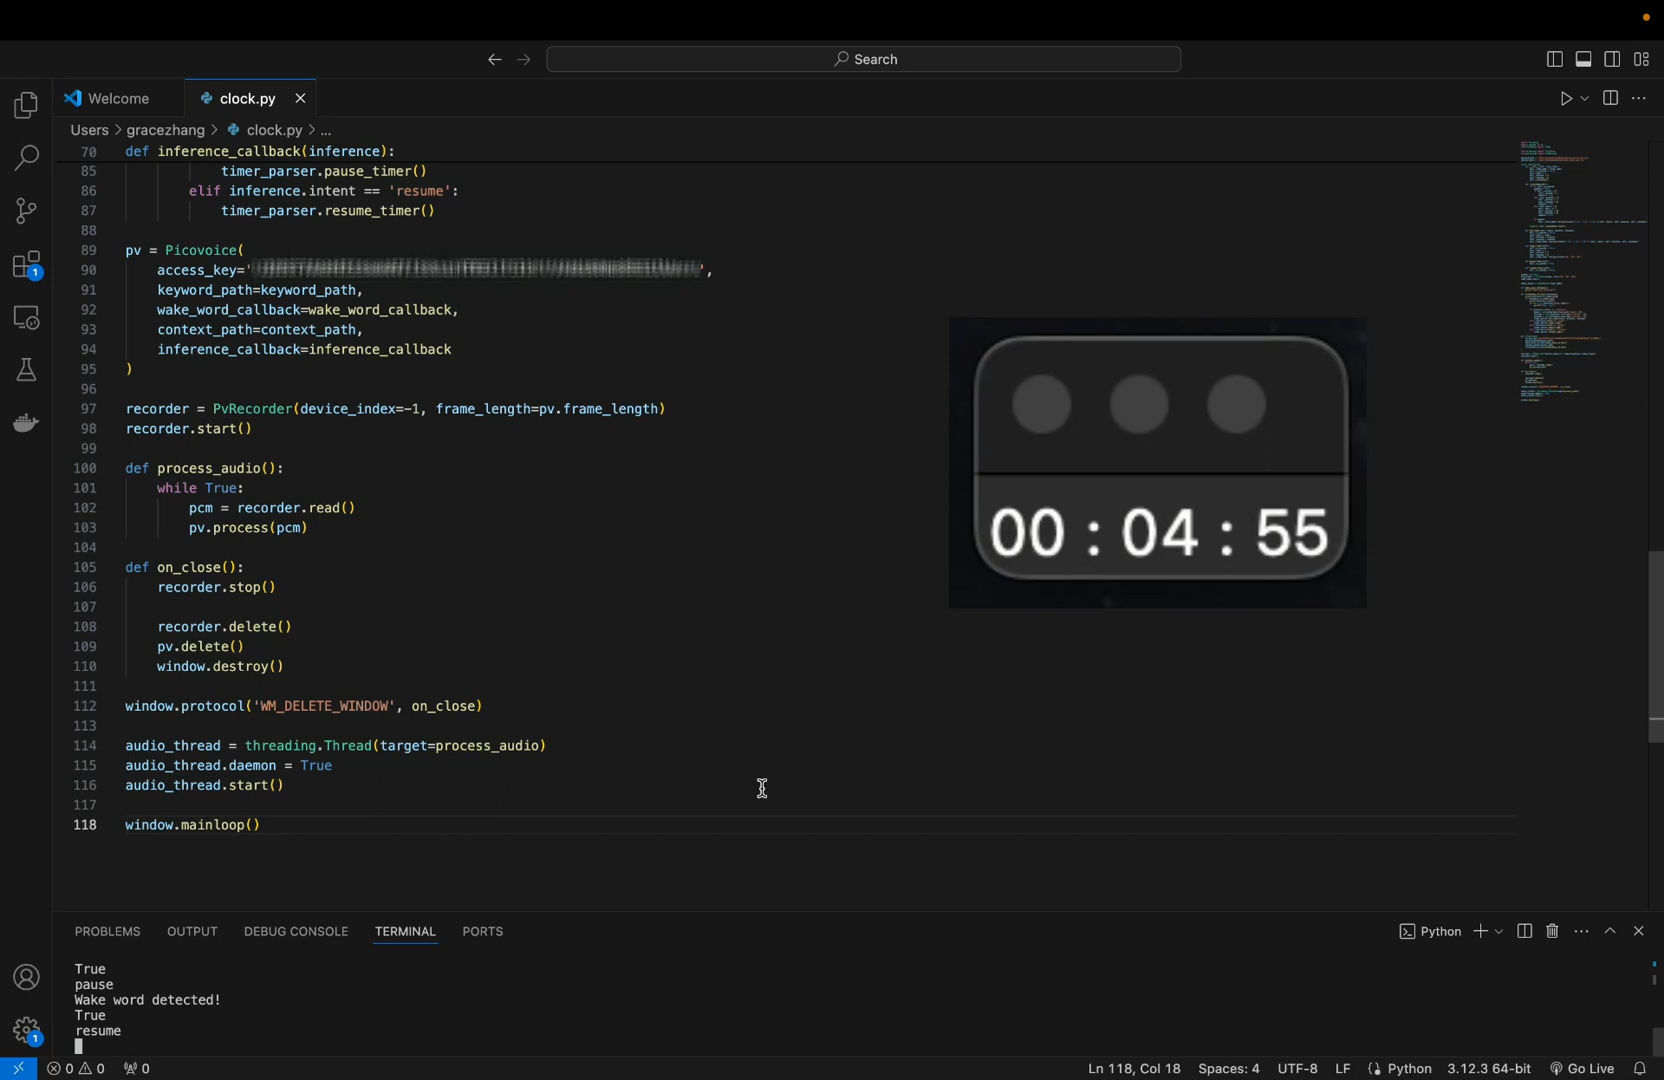 Search
Welcome
clock.py
Users > gracezhang > clock.py > ...
70 def inference_callback(inference):
85 timer_parser.pause_timer()
86 elif inference.intent == 'resume':
87 timer_parser.resume_timer()
88
89 pv = Picovoice(
90 access_key=' ',
91 keyword_path=keyword_path,
92 wake_word_callback=wake_word_callback,
93 context_path=context_path,
94 inference_callback=inference_callback
95 )
96
97 recorder = PvRecorder(device_index=-1, frame_length=pv.frame_length)
98 recorder.start()
99
100 def process_audio():
101 while True:
102 pcm = recorder.read()
103 pv.process(pcm)
104
105 def on_close():
106 recorder.stop()
107
108 recorder.delete()
109 pv.delete()
110 window.destroy()
111
112 window.protocol('WM_DELETE_WINDOW', on_close)
113
114 audio_thread = threading.Thread(target=process_audio)
115 audio_thread.daemon = True
116 audio_thread.start()
117
118 window.mainloop()
00 : 04 : 55
1
PROBLEMS OUTPUT DEBUG CONSOLE TERMINAL PORTS
Python
True
pause
Wake word detected!
True
resume
1
0 0 0
Ln 118, Col 18 Spaces: 4 UTF-8 LF Python 3.12.3 64-bit Go Live